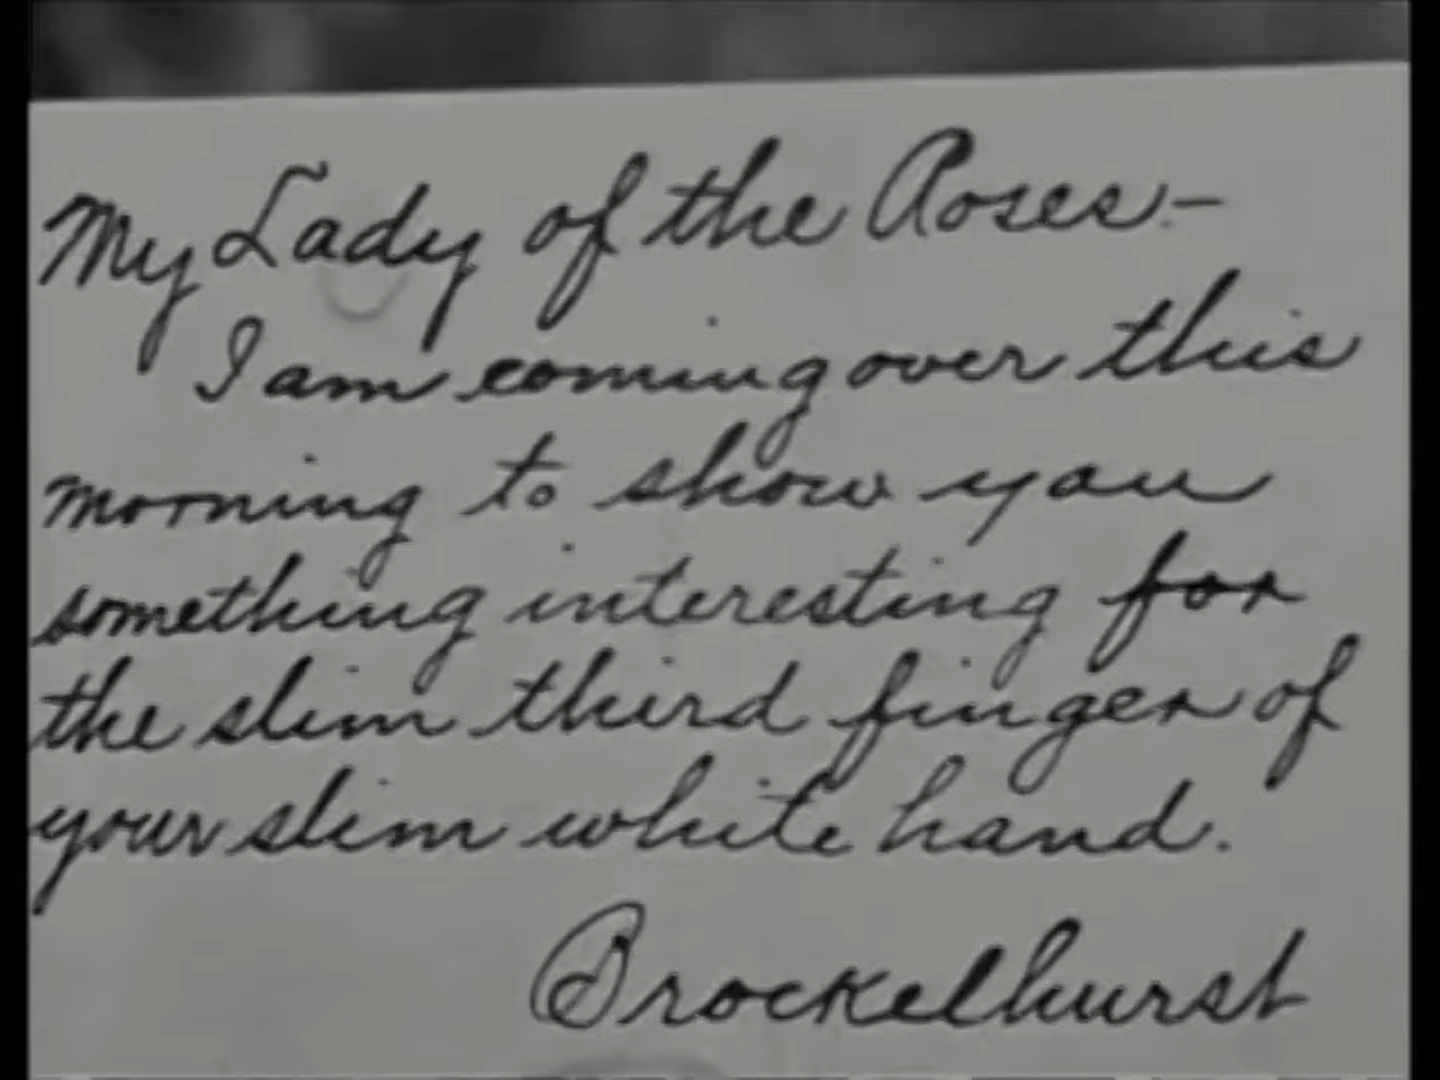 My Lady of the Roses-
I am coming over this
morning to show you
something interesting for
the slim third finger of
your slim white hand.
Brockelhurst